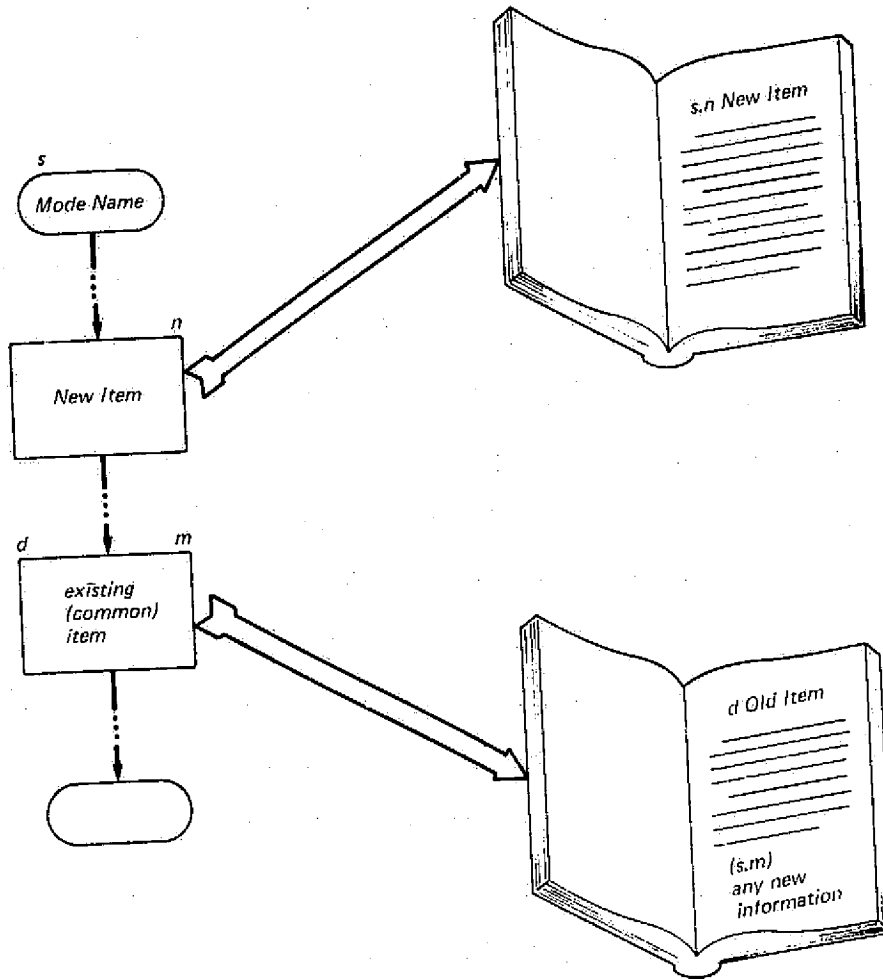 s
Mode Name
n
New Item
d
m
existing
(common)
item
s.n New Item
d Old Item
(s.m)
any new
information